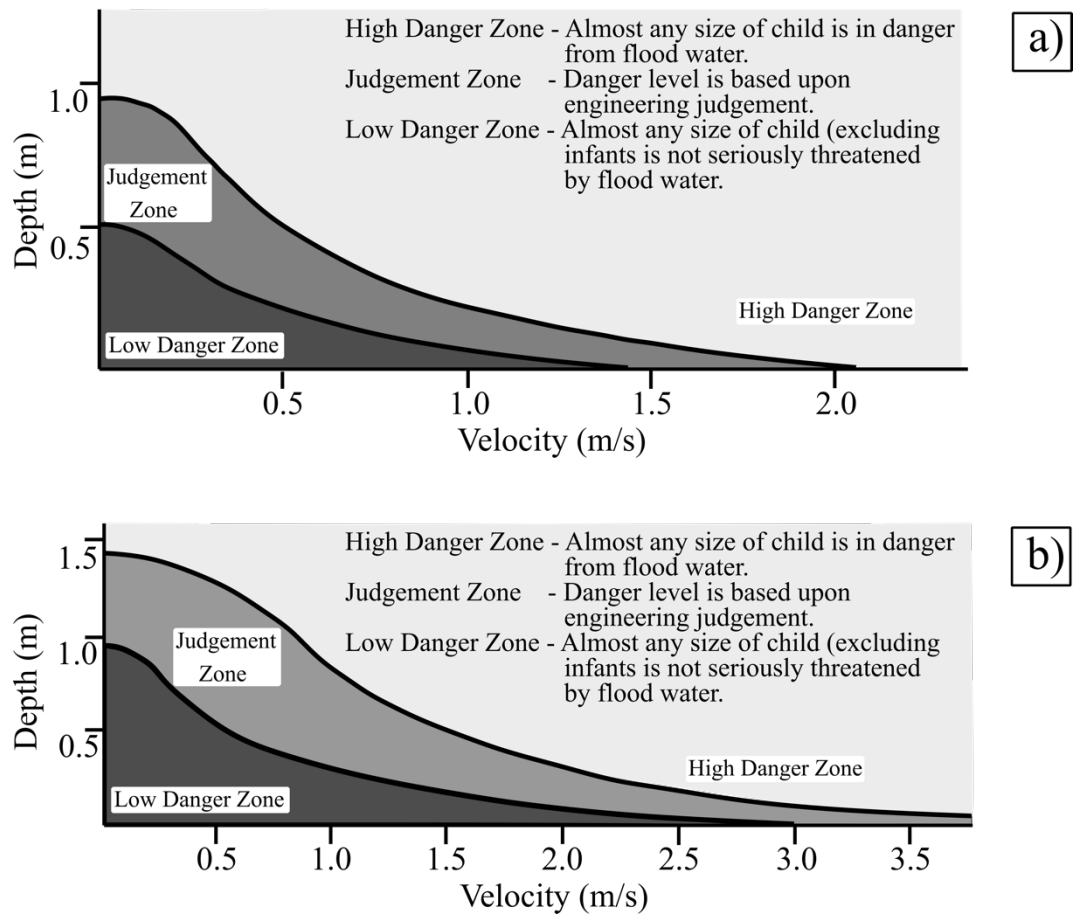 High Danger Zone - Almost any size of child is in danger
from flood water.
Judgement Zone - Danger level is based upon
engineering judgement.
Low Danger Zone - Almost any size of child (excluding
infants is not seriously threatened
by flood water.
a)
1.0
0.5
Depth (m)
Judgement
Zone
Low Danger Zone
High Danger Zone
0.5
1.0
1.5
2.0
Velocity (m/s)
High Danger Zone - Almost any size of child is in danger
from flood water.
Judgement Zone - Danger level is based upon
engineering judgement.
Low Danger Zone - Almost any size of child (excluding
infants is not seriously threatened
by flood water.
b)
1.5
1.0
0.5
Depth (m)
Judgement
Zone
Low Danger Zone
High Danger Zone
0.5
1.0
1.5
2.0
2.5
3.0
3.5
Velocity (m/s)